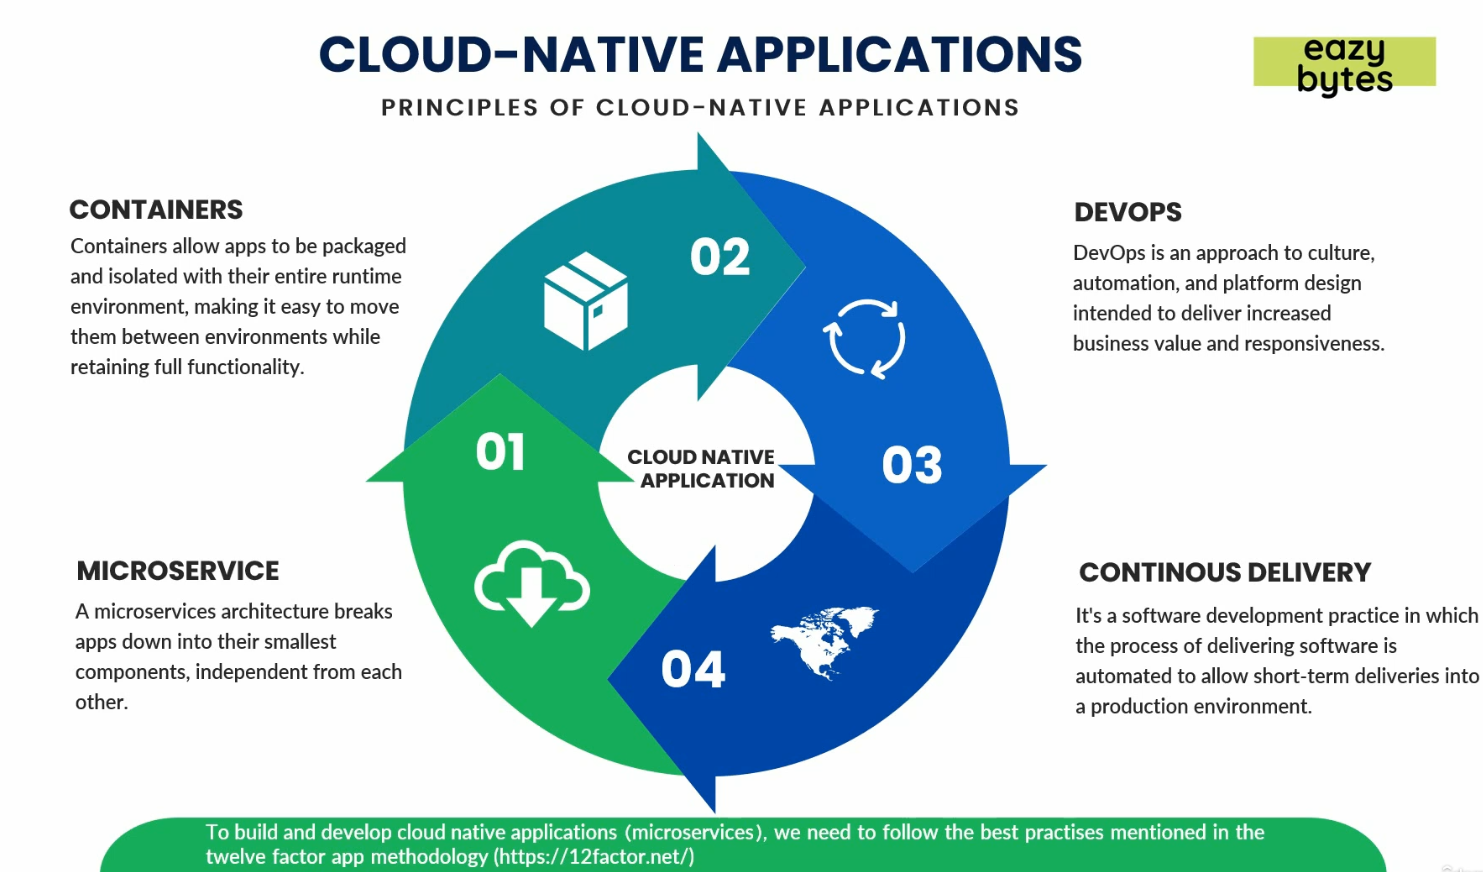 CLOUD-NATIVE APPLICATIONS
eazy
bytes
PRINCIPLES OF CLOUD-NATIVE APPLICATIONS
CONTAINERS
Containers allow apps to be packaged
and isolated with their entire runtime
environment, making it easy to move
them between environments while
retaining full functionality.
DEVOPS
DevOps is an approach to culture,
automation, and platform design
intended to deliver increased
business value and responsiveness.
02
01
03
04
CLOUD NATIVE
APPLICATION
MICROSERVICE
A microservices architecture breaks
apps down into their smallest
components, independent from each
other.
CONTINOUS DELIVERY
It's a software development practice in which
the process of delivering software is
automated to allow short-term deliveries into
a production environment.
To build and develop cloud native applications (microservices), we need to follow the best practises mentioned in the
twelve factor app methodology (https://12factor.net/)